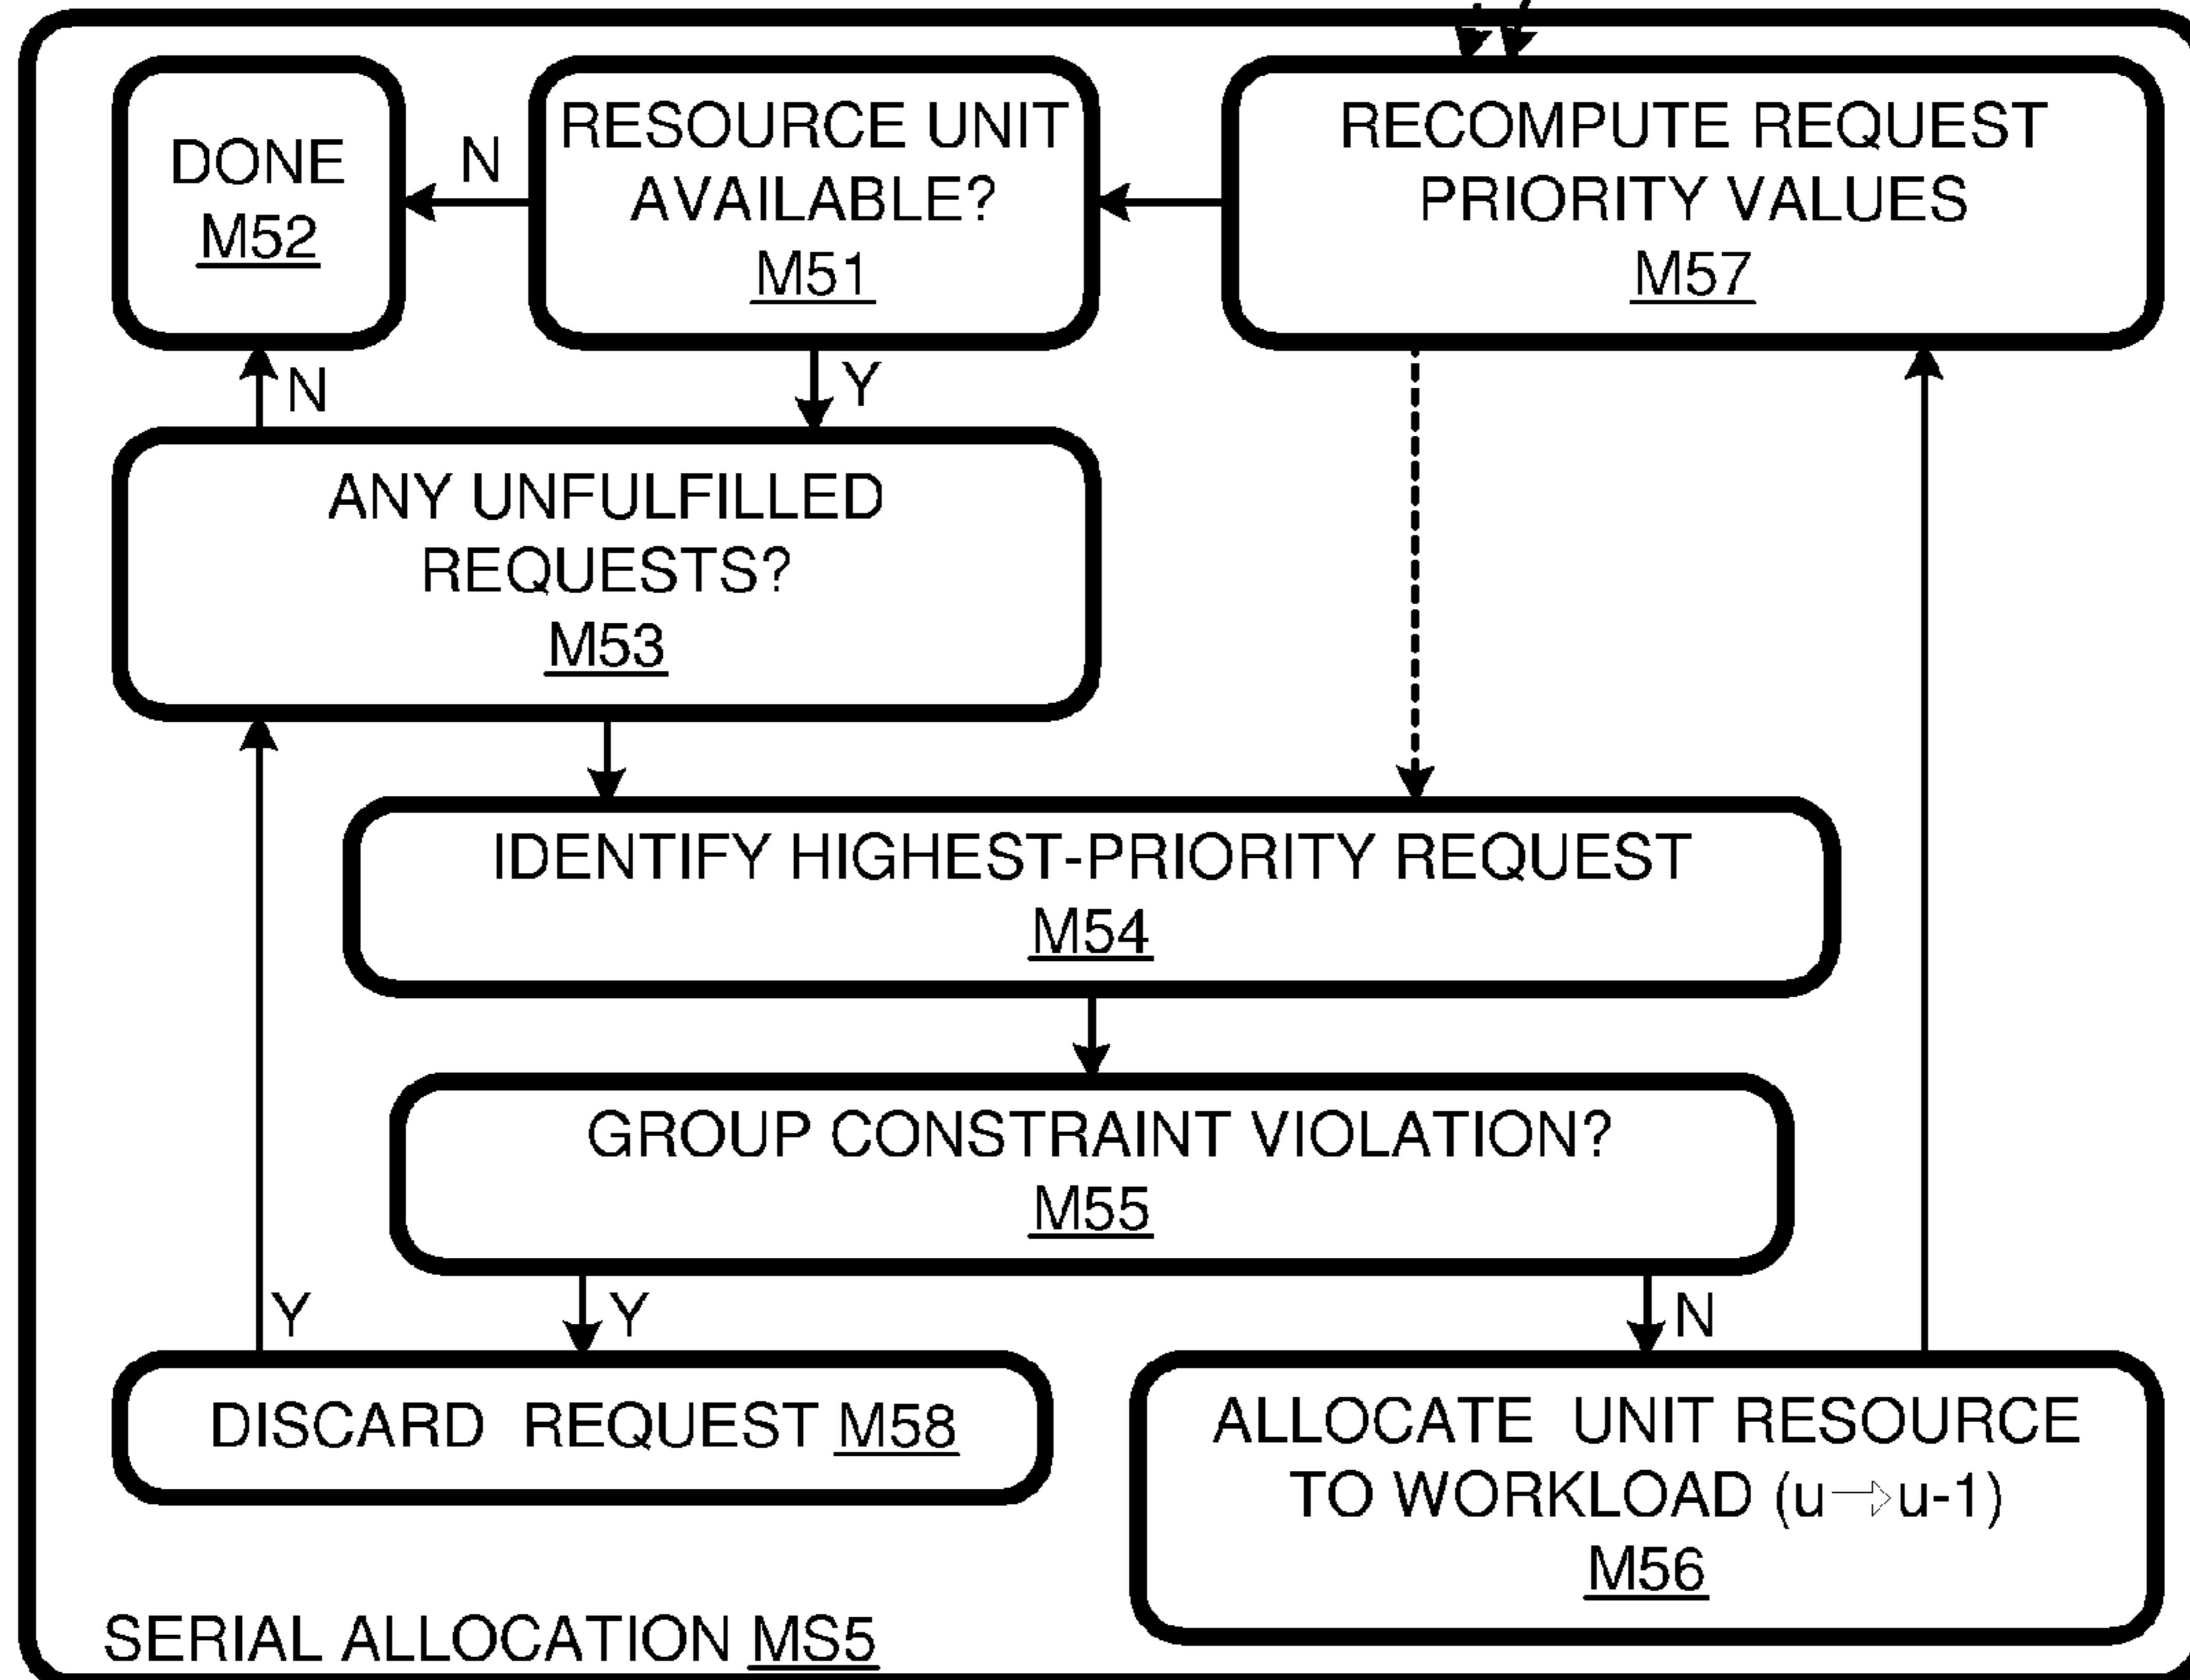 DONE
M52
N
RESOURCE UNIT
AVAILABLE?
M51
RECOMPUTE REQUEST
PRIORITY VALUES
M57
N
Y
ANY UNFULFILLED
REQUESTS?
M53
IDENTIFY HIGHEST-PRIORITY REQUEST
M54
GROUP CONSTRAINT VIOLATION?
M55
Y
Y
N
DISCARD REQUEST M58
ALLOCATE UNIT RESOURCE
TO WORKLOAD (u→u-1)
M56
SERIAL ALLOCATION MS5